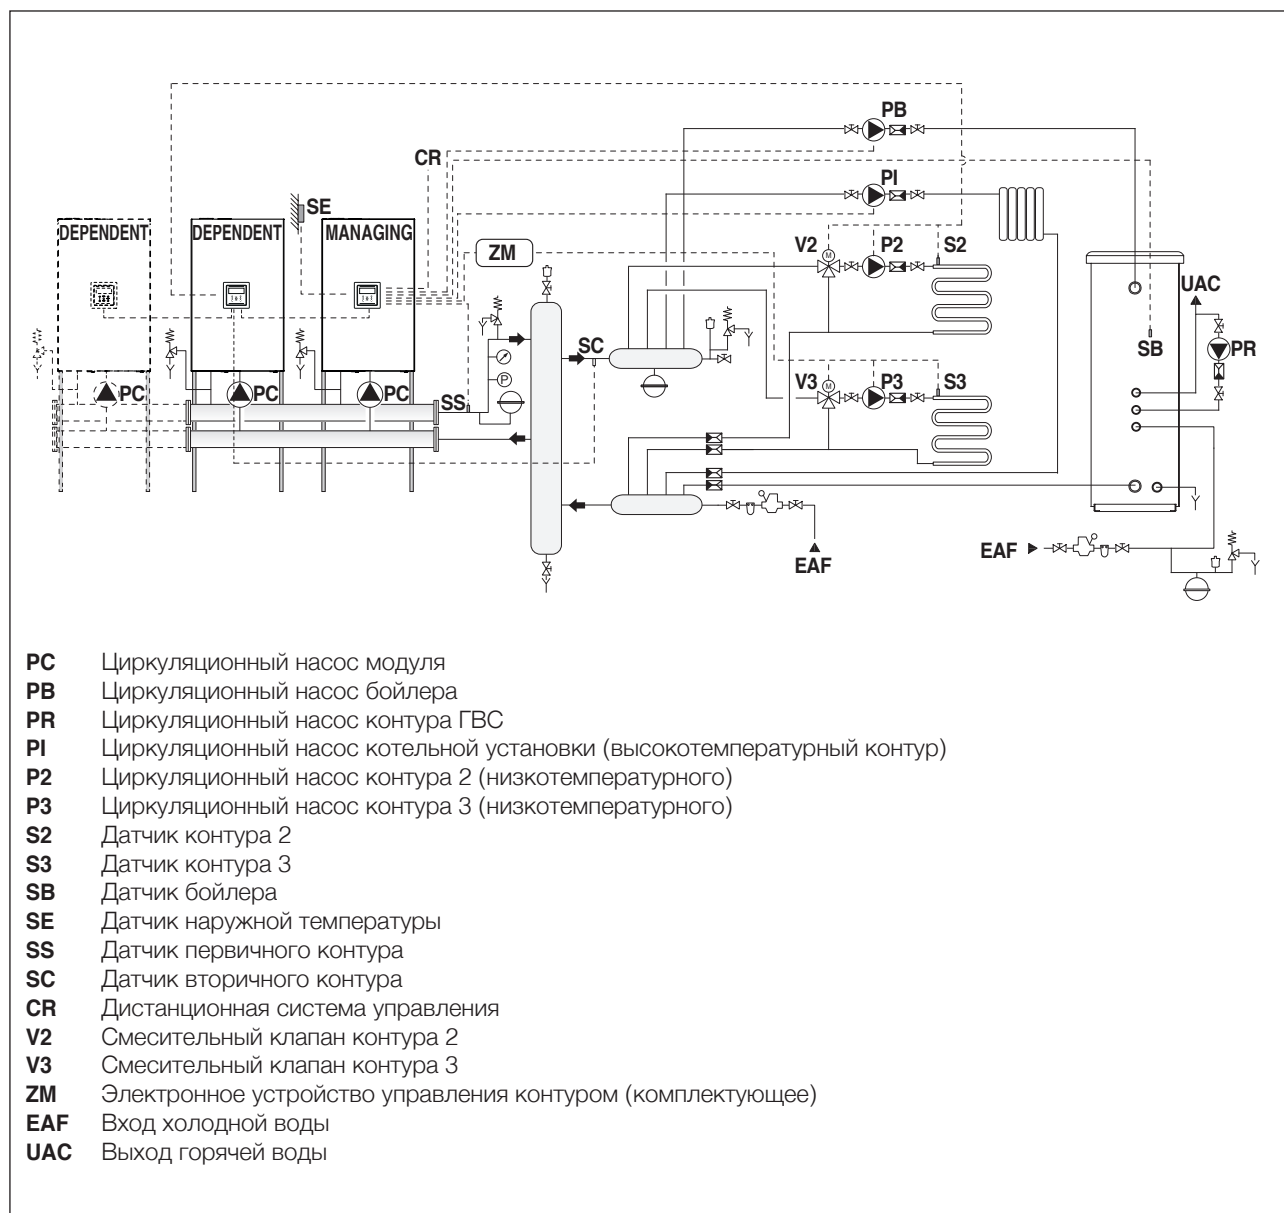 PB
CR
PI
SE
DEPENDENT DEPENDENT MANAGING
V2 M P2 S2
ZM
UAC
SC
SB PR
P
V3 M P3 S3
PC PC PC SS
EAF
EAF
PC Циркуляционный насос модуля
PB Циркуляционный насос бойлера
PR Циркуляционный насос контура ГВС
PI Циркуляционный насос котельной установки (высокотемпературный контур)
P2 Циркуляционный насос контура 2 (низкотемпературного)
P3 Циркуляционный насос контура 3 (низкотемпературного)
S2 Датчик контура 2
S3 Датчик контура 3
SB Датчик бойлера
SE Датчик наружной температуры
SS Датчик первичного контура
SC Датчик вторичного контура
CR Дистанционная система управления
V2 Смесительный клапан контура 2
V3 Смесительный клапан контура 3
ZM Электронное устройство управления контуром (комплектующее)
EAF Вход холодной воды
UAC Выход горячей воды